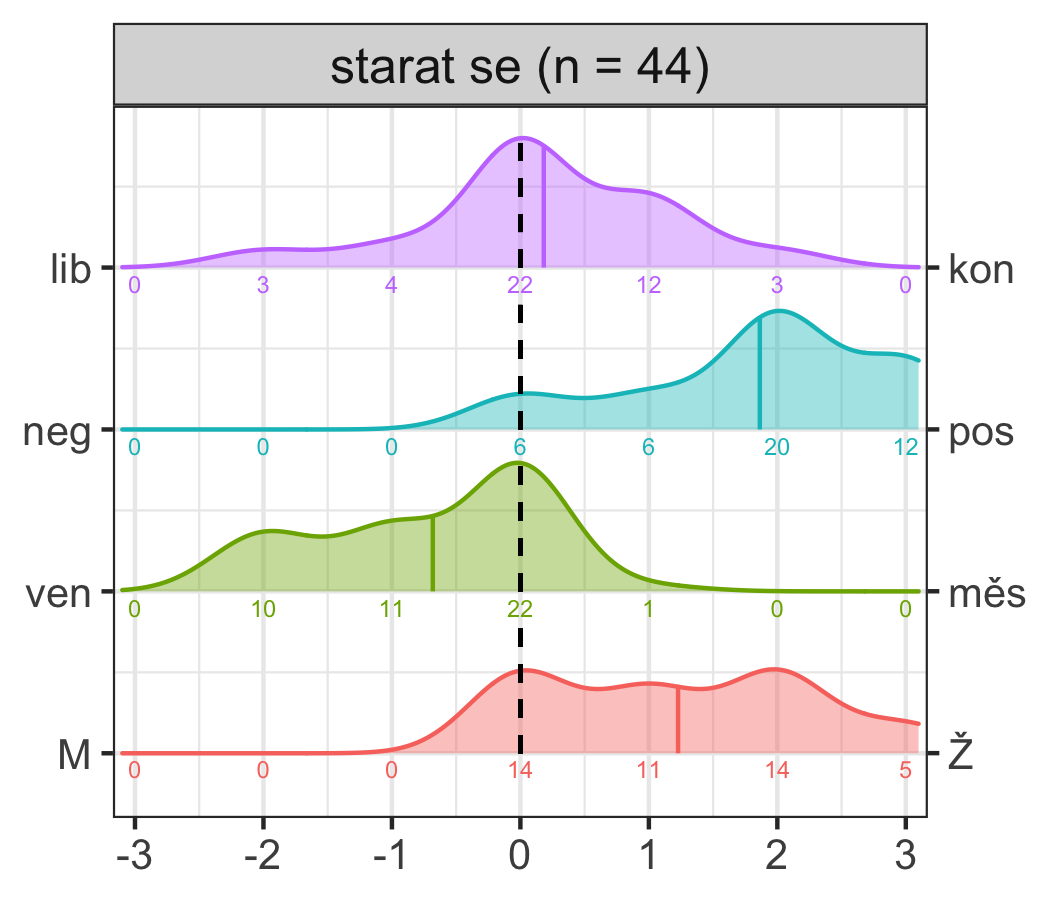 starat se (n = 44)
lib kon
0 3 4 22 12 3 0
neg pos
0 0 0 6 6 20 12
ven měs
0 10 11 22 1 0 0
M Ž
0 0 0 14 11 14 5
-3 -2 -1 0 1 2 3